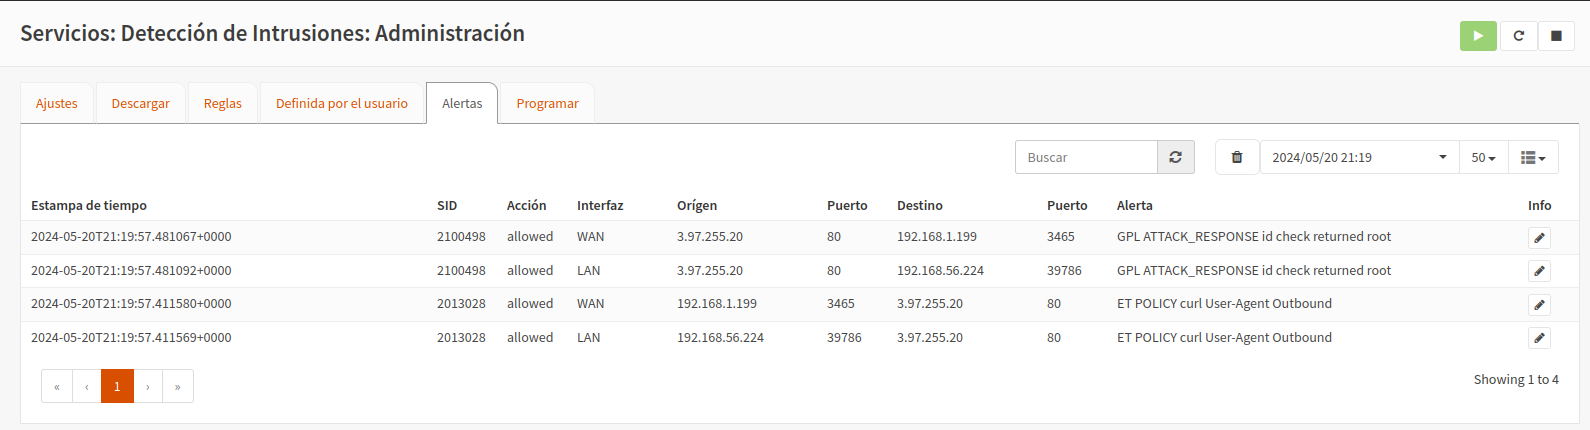 Servicios: Detección de Intrusiones: Administración
Ajustes Descargar Reglas Definida por el usuario Alertas Programar
Buscar 2024/05/20 21:19 50
Estampa de tiempo SID Acción Interfaz Orígen Puerto Destino Puerto Alerta Info
2024-05-20T21:19:57.481067+0000 2100498 allowed WAN 3.97.255.20 80 192.168.1.199 3465 GPL ATTACK_RESPONSE id check returned root
2024-05-20T21:19:57.481092+0000 2100498 allowed LAN 3.97.255.20 80 192.168.56.224 39786 GPL ATTACK_RESPONSE id check returned root
2024-05-20T21:19:57.411580+0000 2013028 allowed WAN 192.168.1.199 3465 3.97.255.20 80 ET POLICY curl User-Agent Outbound
2024-05-20T21:19:57.411569+0000 2013028 allowed LAN 192.168.56.224 39786 3.97.255.20 80 ET POLICY curl User-Agent Outbound
« ‹ 1 › » Showing 1 to 4